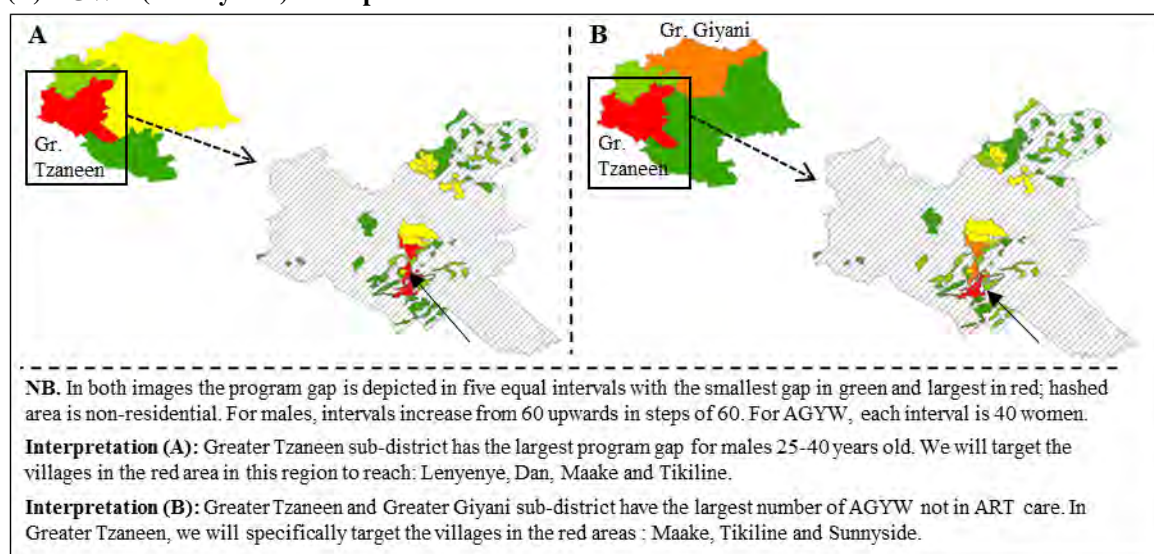 A
B
Gr. Giyani
Gr.
Tzaneen
Gr.
Tzaneen
NB. In both images the program gap is depicted in five equal intervals with the smallest gap in green and largest in red; hashed
area is non-residential. For males, intervals increase from 60 upwards in steps of 60. For AGYW, each interval is 40 women.
Interpretation (A): Greater Tzaneen sub-district has the largest program gap for males 25-40 years old. We will target the
villages in the red area in this region to reach: Lenyenye, Dan, Maake and Tikiline.
Interpretation (B): Greater Tzaneen and Greater Giyani sub-district have the largest number of AGYW not in ART care. In
Greater Tzaneen, we will specifically target the villages in the red areas : Maake, Tikiline and Sunnyside.